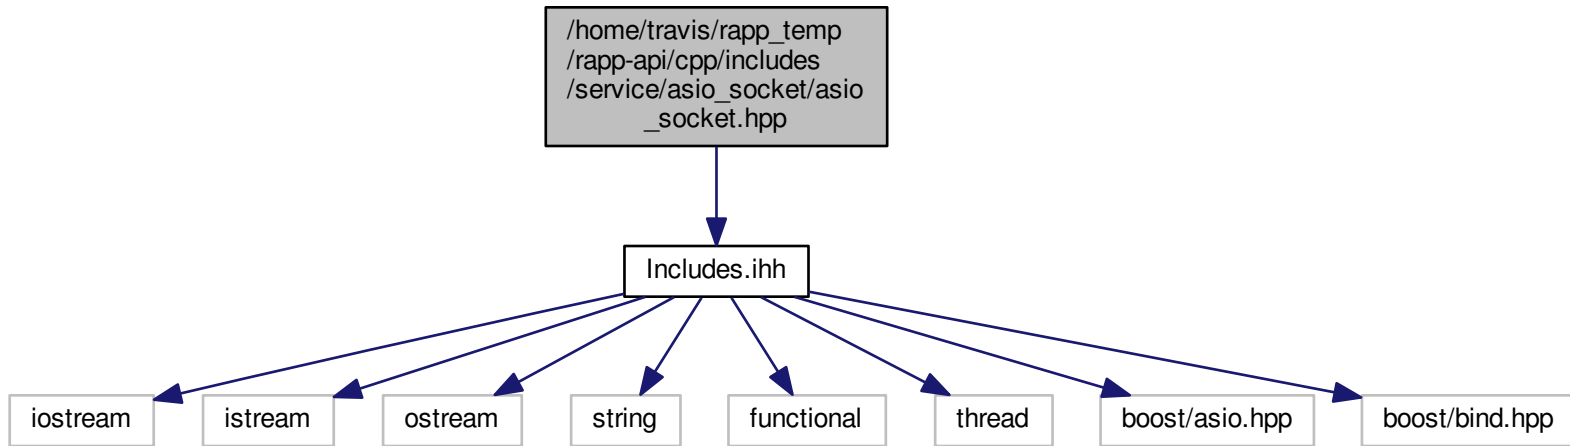 /home/travis/rapp_temp
/rapp-api/cpp/includes
/service/asio_socket/asio
_socket.hpp
Includes.ihh
iostream
istream
ostream
string
functional
thread
boost/asio.hpp
boost/bind.hpp